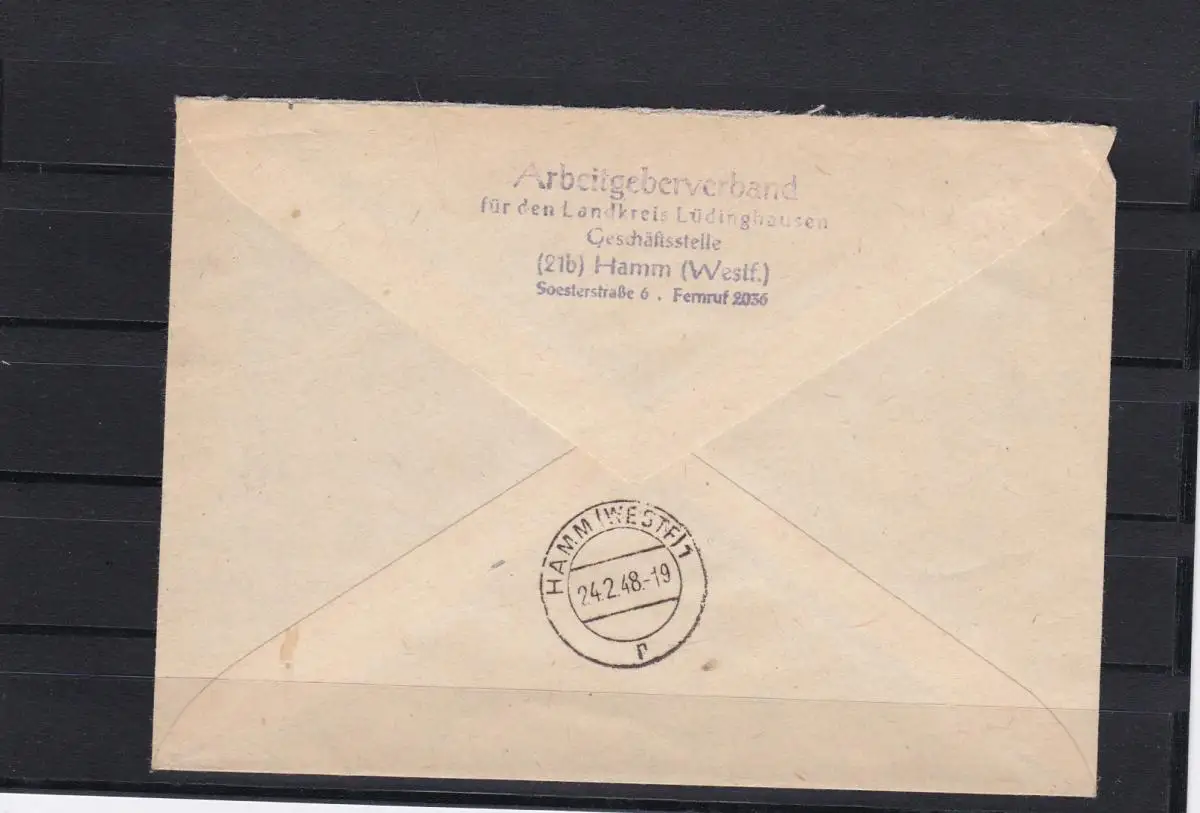 Arbeitgeberverband
für den Landkreis Lüdinghausen
Geschäftsstelle
(21b) Hamm (Westf.)
Soesterstraße 6 . Fernruf 2036
HAMM (WESTF) 1
24.2.48.-19
r